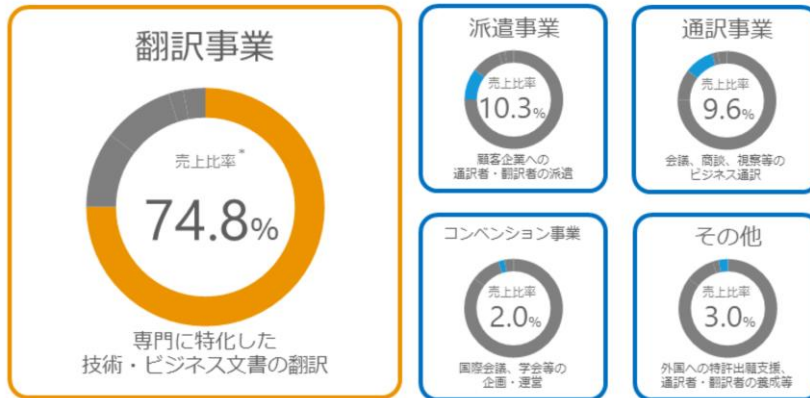 翻訳事業
売上比率*
74.8%
専門に特化した
技術・ビジネス文書の翻訳
派遣事業
売上比率
10.3%
顧客企業への
通訳者・翻訳者の派遣
通訳事業
売上比率
9.6%
会議、商談、視察等の
ビジネス通訳
コンベンション事業
売上比率
2.0%
国際会議、学会等の
企画・運営
その他
売上比率
3.0%
外国への特許出願支援、
通訳者・翻訳者の養成等